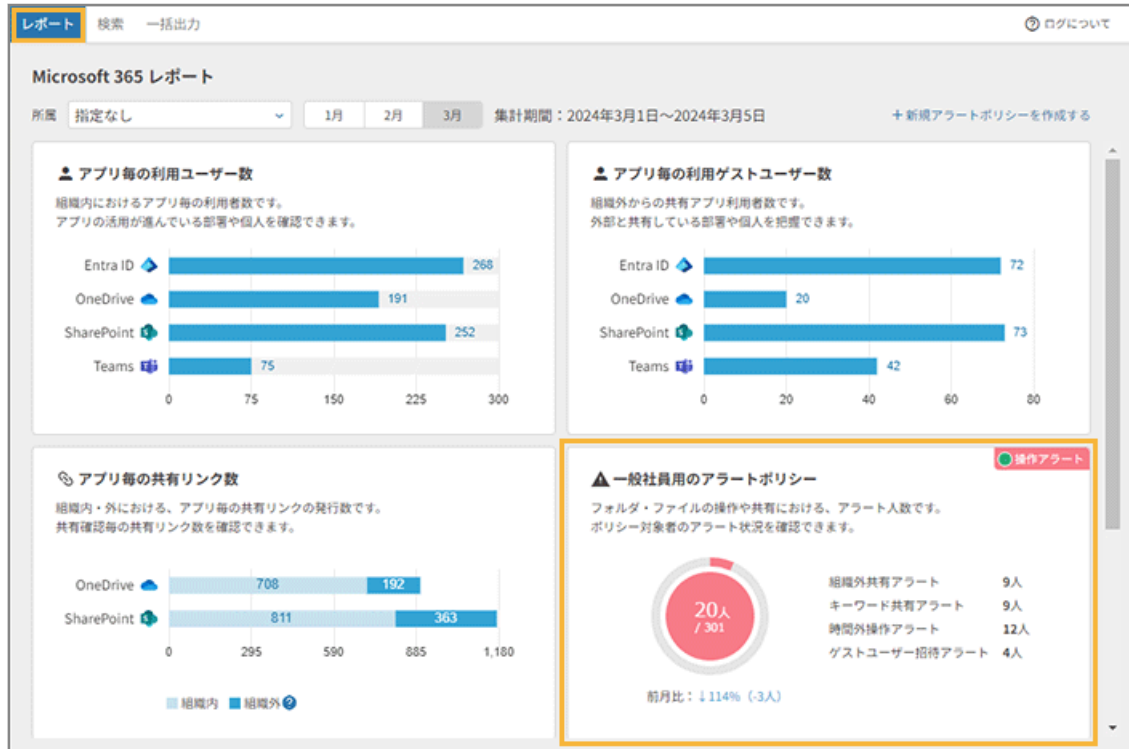 レポート 検索 一括出力 ログについて
Microsoft 365 レポート
所属 指定なし 1月 2月 3月 集計期間：2024年3月1日～2024年3月5日 ＋新規アラートポリシーを作成する
アプリ毎の利用ユーザー数
組織内におけるアプリ毎の利用者数です。
アプリの活用が進んでいる部署や個人を確認できます。
Entra ID 268
OneDrive 191
SharePoint 252
Teams 75
0 75 150 225 300
アプリ毎の利用ゲストユーザー数
組織外からの共有アプリ利用者数です。
外部と共有している部署や個人を把握できます。
Entra ID 72
OneDrive 20
SharePoint 73
Teams 42
0 20 40 60 80
アプリ毎の共有リンク数
組織内・外における、アプリ毎の共有リンクの発行数です。
共有確認毎の共有リンク数を確認できます。
OneDrive 708 192
SharePoint 811 363
0 295 590 885 1,180
組織内 組織外 ?
操作アラート
一般社員用のアラートポリシー
フォルダ・ファイルの操作や共有における、アラート人数です。
ポリシー対象者のアラート状況を確認できます。
20人
/ 301
組織外共有アラート 9人
キーワード共有アラート 9人
時間外操作アラート 12人
ゲストユーザー招待アラート 4人
前月比：↓114%（-3人）